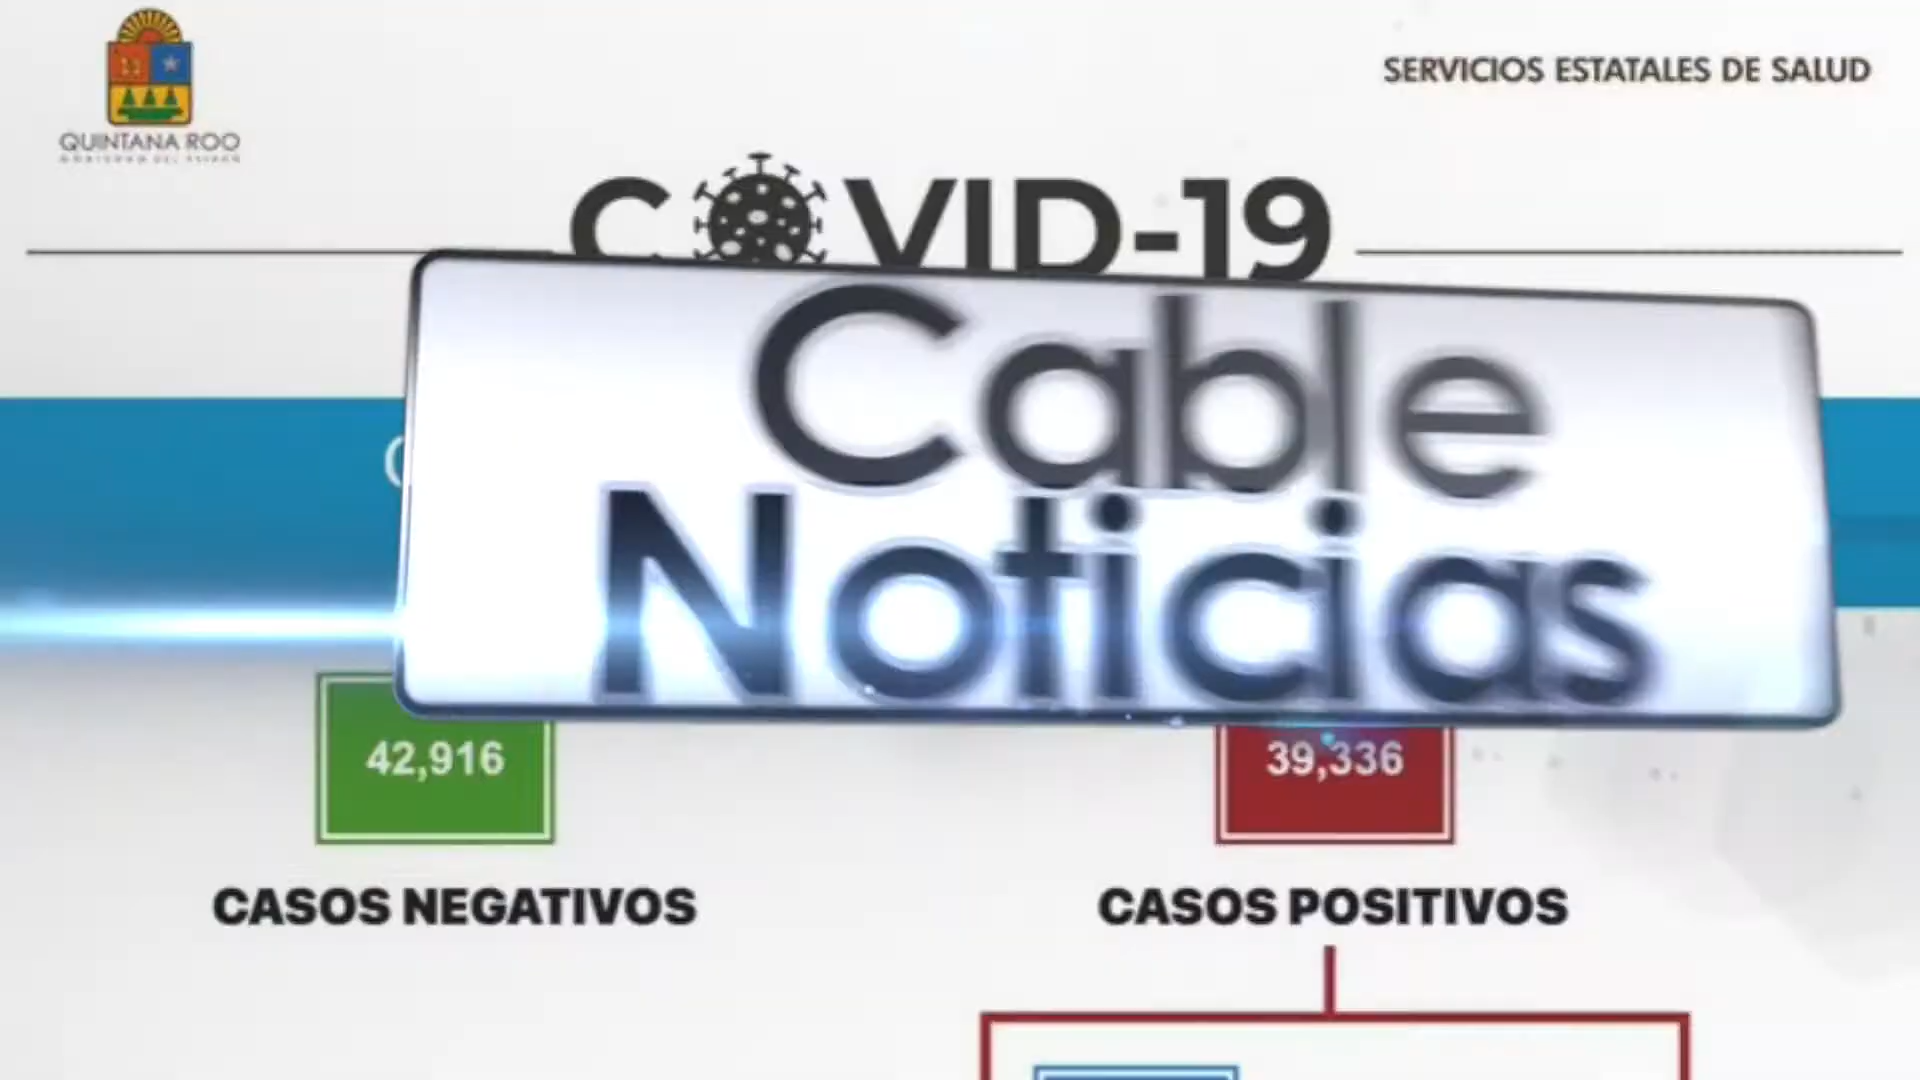 SERVICIOS ESTATALES DE SALUD
QUINTANA ROO
COVID-19
Cable
Noticias
42,916
39,336
CASOS NEGATIVOS
CASOS POSITIVOS